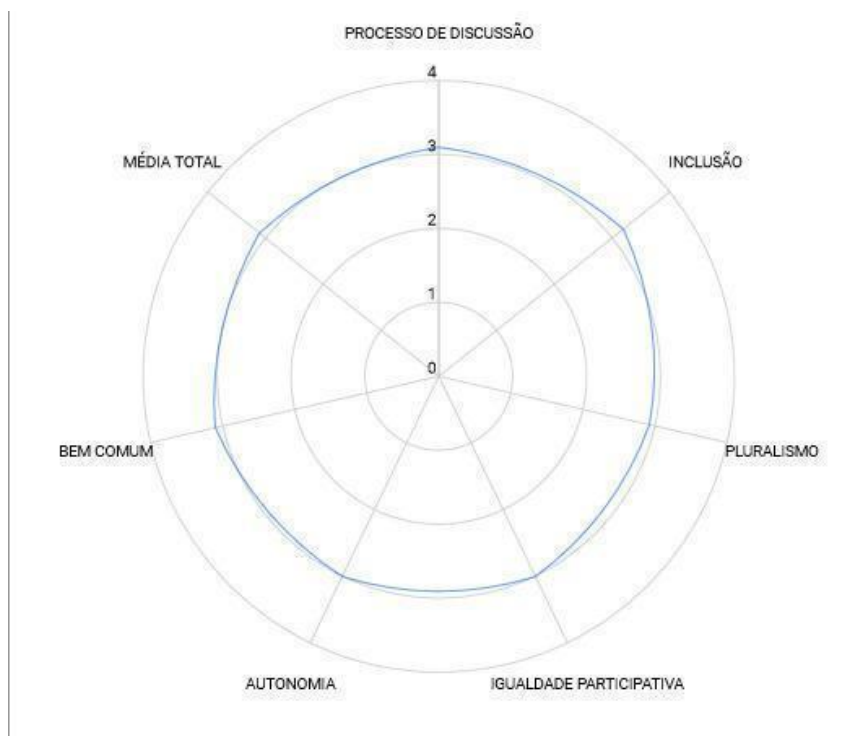 PROCESSO DE DISCUSSÃO
4
MÉDIA TOTAL
3
INCLUSÃO
2
1
0
BEM COMUM
PLURALISMO
AUTONOMIA
IGUALDADE PARTICIPATIVA